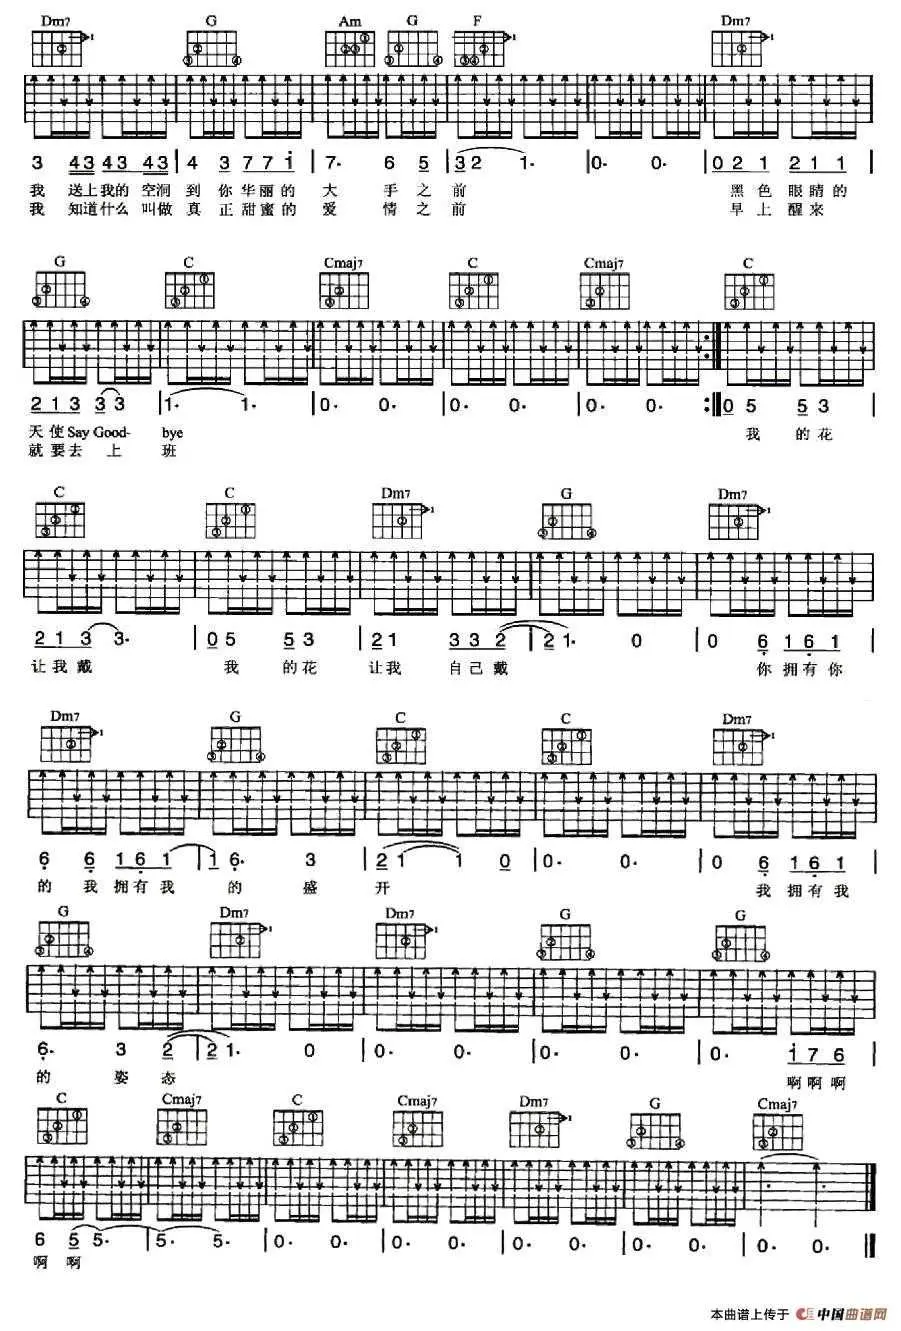 Dm7 G Am G F Dm7
3 43 43 43 | 4 3 7 7 i | 7· 6 5 | 32 1· | 0· 0· | 0 2 1 2 1
我 送上我的 空洞 到 你 华丽的 大 手 之 前 黑 色 眼 睛 的
我 知道什么 叫做 真 正 甜蜜的 爱 情 之 前 早 上 醒 来
G C Cmaj7 C Cmaj7 C
2 1 3 3 3 | 1· 1· | 0· 0· | 0· 0· | 0· 0· :| 0 5 5 3 |
天 使 Say Good- bye 我 的 花
就 要 去 上 班
C C Dm7 G Dm7
2 1 3 3· | 0 5 5 3 | 2 1 3 3 2 | 2 1· 0 | 0 6 1 6 1 |
让 我 戴 我 的 花 让 我 自 己 戴 你 拥 有 你
Dm7 G C C Dm7
6 6 1 6 1 | 1 6· 3 | 2 1 1 0 | 0· 0· | 0 6 1 6 1 |
的 我 拥 有 我 的 盛 开 我 拥 有 我
G Dm7 Dm7 G G
6· 3 2 | 2 1· 0 | 0· 0· | 0· 0· | 0· i 7 6 |
的 姿 态 啊 啊 啊
C Cmaj7 C Cmaj7 Dm7 G Cmaj7
6 5 5· | 5· 5· | 0· 0· | 0· 0· | 0· 0· | 0· 0· | 0· 0· ||
啊 啊
本曲谱上传于 中国曲谱网